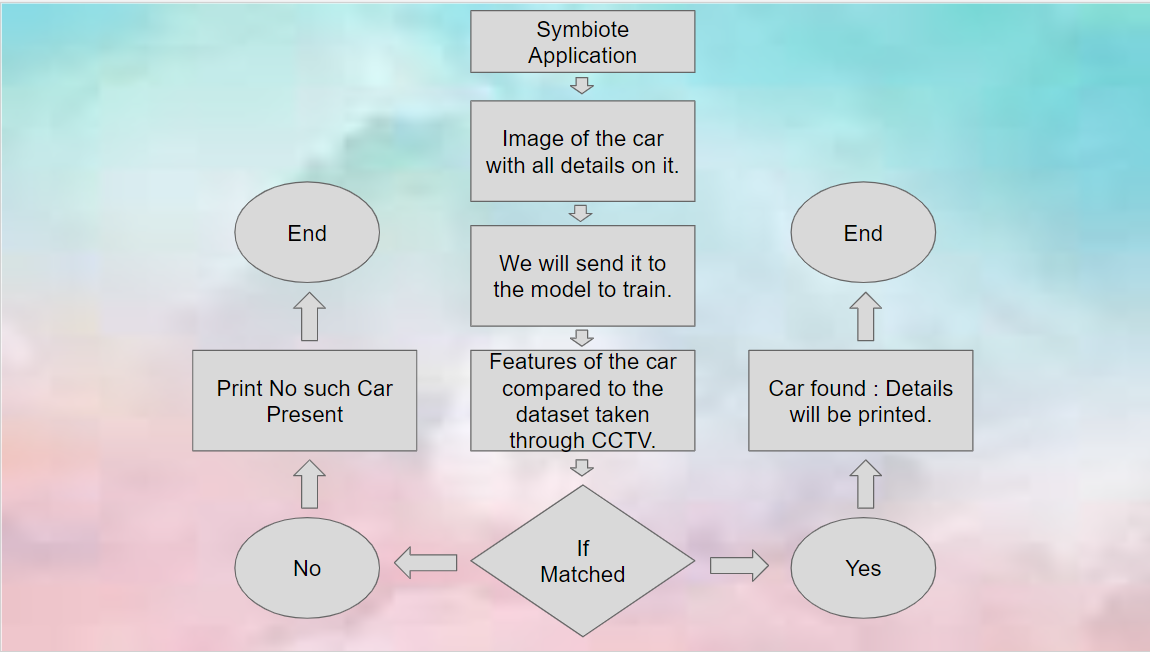 Symbiote
Application
Image of the car
with all details on it.
We will send it to
the model to train.
Features of the car
compared to the
dataset taken
through CCTV.
If
Matched
No
Print No such Car
Present
End
Yes
Car found : Details
will be printed.
End